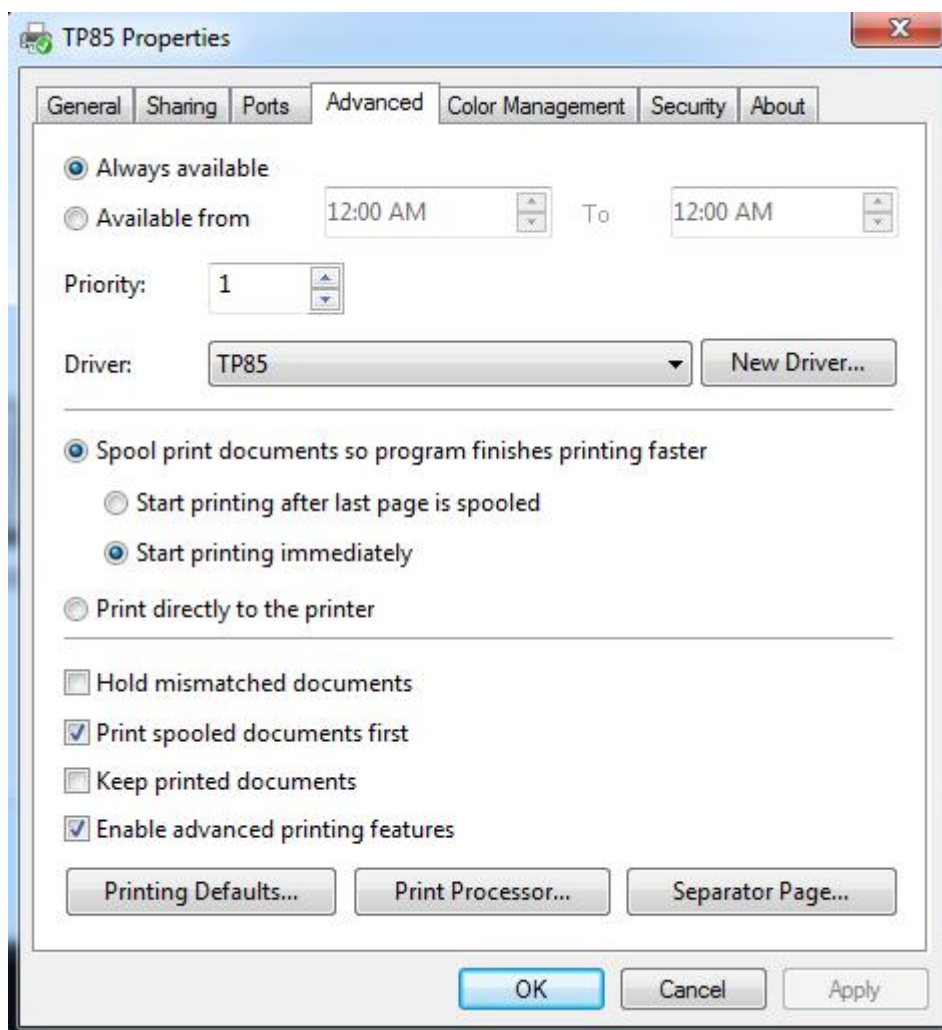 TP85 Properties
General Sharing Ports Advanced Color Management Security About
Always available
Available from 12:00 AM To 12:00 AM
Priority: 1
Driver: TP85 New Driver...
Spool print documents so program finishes printing faster
Start printing after last page is spooled
Start printing immediately
Print directly to the printer
Hold mismatched documents
Print spooled documents first
Keep printed documents
Enable advanced printing features
Printing Defaults... Print Processor... Separator Page...
OK Cancel Apply